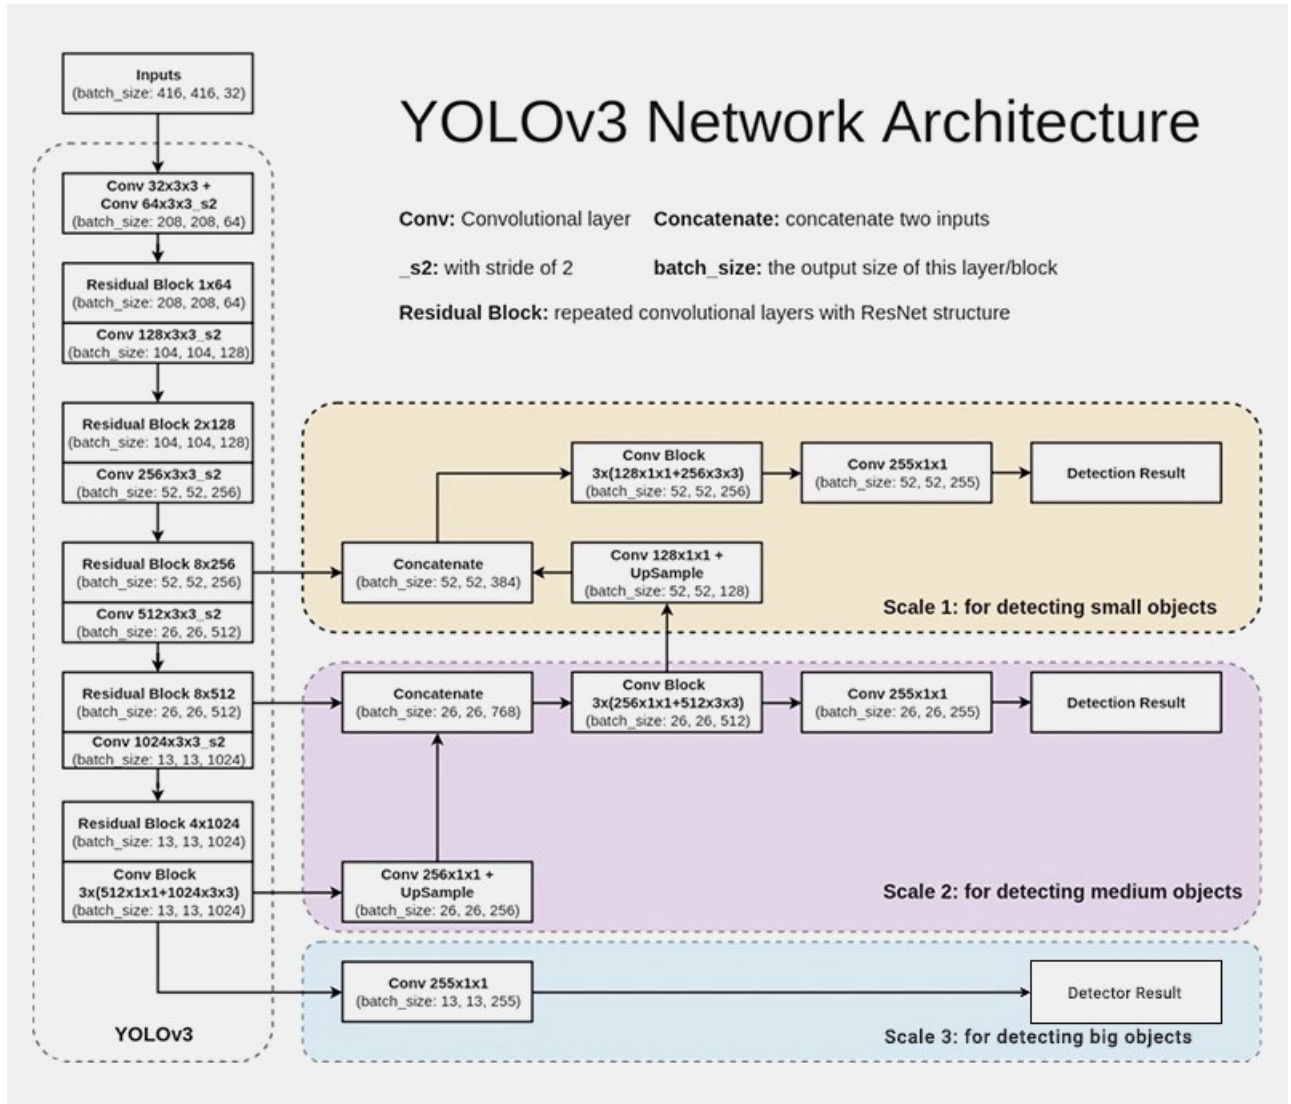 Inputs
(batch_size: 416, 416, 32)
YOLOv3 Network Architecture
Conv: Convolutional layer
Concatenate: concatenate two inputs
_s2: with stride of 2
batch_size: the output size of this layer/block
Residual Block: repeated convolutional layers with ResNet structure
Conv 32x3x3 +
Conv 64x3x3_s2
(batch_size: 208, 208, 64)
Residual Block 1x64
(batch_size: 208, 208, 64)
Conv 128x3x3_s2
(batch_size: 104, 104, 128)
Residual Block 2x128
(batch_size: 104, 104, 128)
Conv 256x3x3_s2
(batch_size: 52, 52, 256)
Residual Block 8x256
(batch_size: 52, 52, 256)
Conv 512x3x3_s2
(batch_size: 26, 26, 512)
Residual Block 8x512
(batch_size: 26, 26, 512)
Conv 1024x3x3_s2
(batch_size: 13, 13, 1024)
Residual Block 4x1024
(batch_size: 13, 13, 1024)
Conv Block
3x(512x1x1+1024x3x3)
(batch_size: 13, 13, 1024)
YOLOv3
Conv Block
3x(128x1x1+256x3x3)
(batch_size: 52, 52, 256)
Conv 255x1x1
(batch_size: 52, 52, 255)
Detection Result
Concatenate
(batch_size: 52, 52, 384)
Conv 128x1x1 +
UpSample
(batch_size: 52, 52, 128)
Scale 1: for detecting small objects
Concatenate
(batch_size: 26, 26, 768)
Conv Block
3x(256x1x1+512x3x3)
(batch_size: 26, 26, 512)
Conv 255x1x1
(batch_size: 26, 26, 255)
Detection Result
Conv 256x1x1 +
UpSample
(batch_size: 26, 26, 256)
Scale 2: for detecting medium objects
Conv 255x1x1
(batch_size: 13, 13, 255)
Detector Result
Scale 3: for detecting big objects